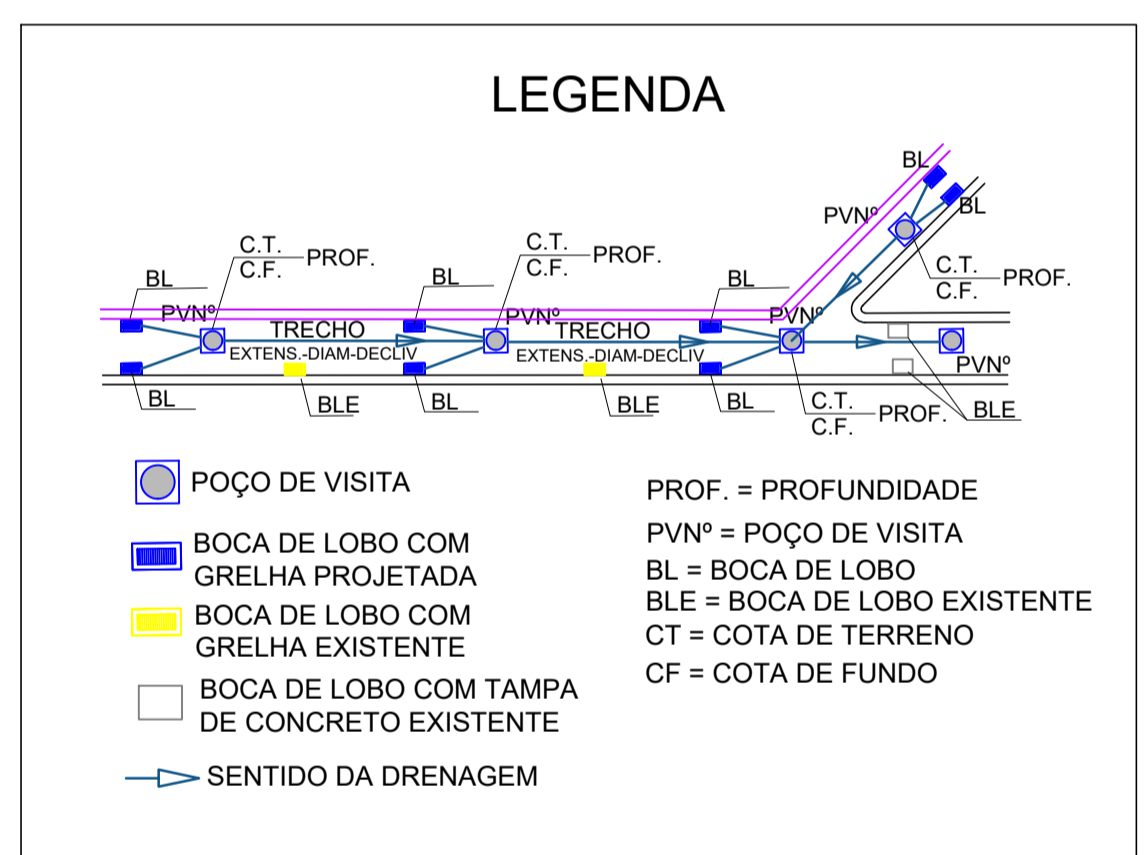 LEGENDA
BL
PVNº
BL
C.T.
C.F.
PROF.
C.T.
C.F.
PROF.
C.T.
C.F.
PROF.
BL
BL
BL
PVNº
TRECHO
EXTENS.-DIAM-DECLIV
PVNº
TRECHO
EXTENS.-DIAM-DECLIV
PVNº
PVNº
BL
BLE
BL
BLE
BL
C.T.
C.F.
PROF.
BLE
POÇO DE VISITA
BOCA DE LOBO COM
GRELHA PROJETADA
BOCA DE LOBO COM
GRELHA EXISTENTE
BOCA DE LOBO COM TAMPA
DE CONCRETO EXISTENTE
SENTIDO DA DRENAGEM
PROF. = PROFUNDIDADE
PVNº = POÇO DE VISITA
BL = BOCA DE LOBO
BLE = BOCA DE LOBO EXISTENTE
CT = COTA DE TERRENO
CF = COTA DE FUNDO